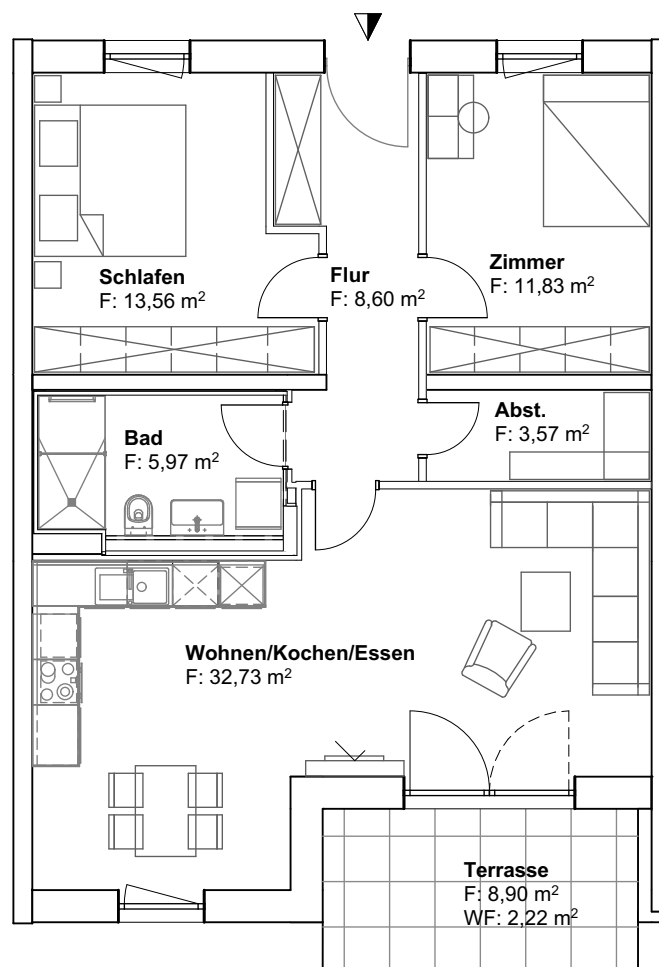 Schlafen
F: 13,56 m²
Flur
F: 8,60 m²
Zimmer
F: 11,83 m²
Bad
F: 5,97 m²
Abst.
F: 3,57 m²
Wohnen/Kochen/Essen
F: 32,73 m²
Terrasse
F: 8,90 m²
WF: 2,22 m²